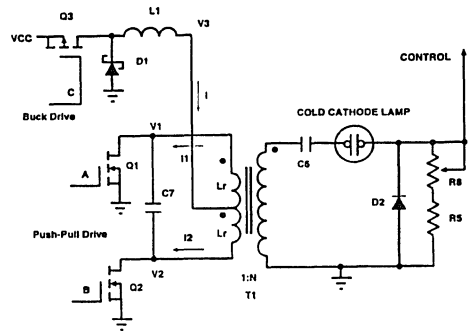 Q3
L1
V3
VCC
D1
CONTROL
C
I
Buck Drive
COLD CATHODE LAMP
V1
I1
A
Q1
C7
Lr
C6
D2
R8
Lr
R5
Push-Pull Drive
I2
V2
1:N
T1
B
Q2